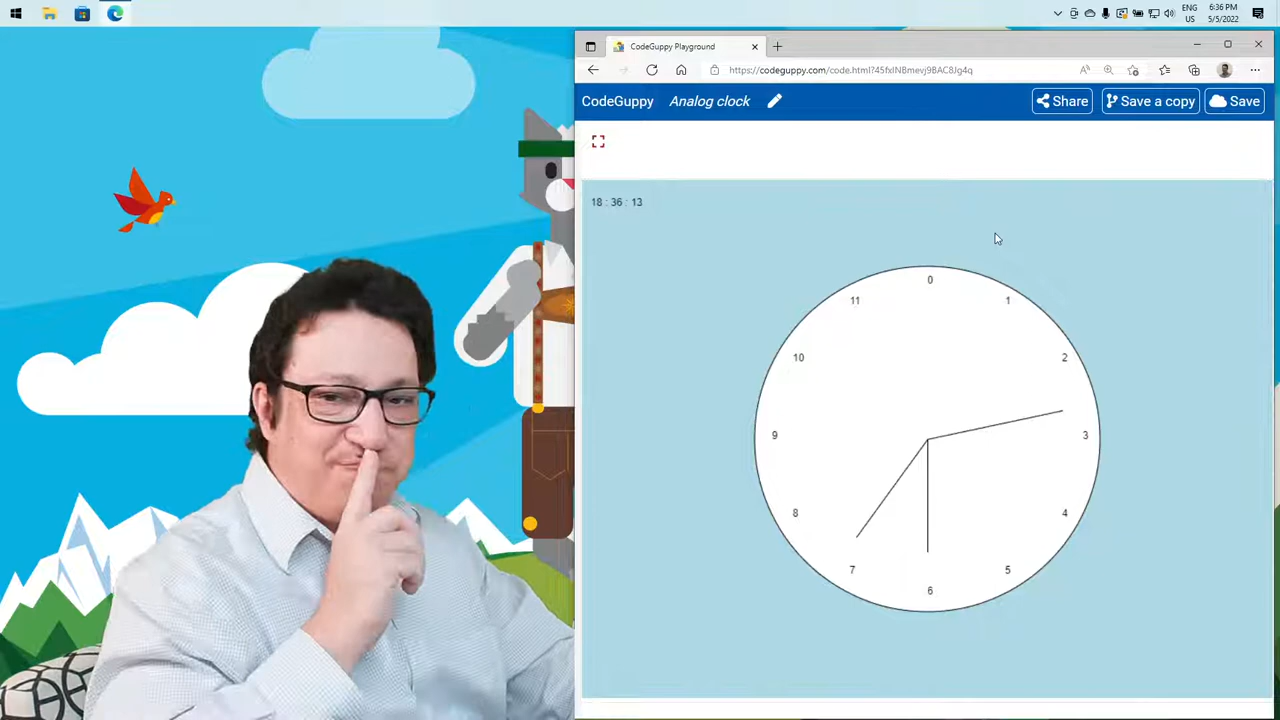 ENG
US
6:36 PM
5/5/2022
CodeGuppy Playground
https://codeguppy.com/code.html?45fxlNBmevj9BAC8Jg4q
CodeGuppy Analog clock Share Save a copy Save
18 : 36 : 13
0
11 1
10 2
9 3
8 4
7 5
6